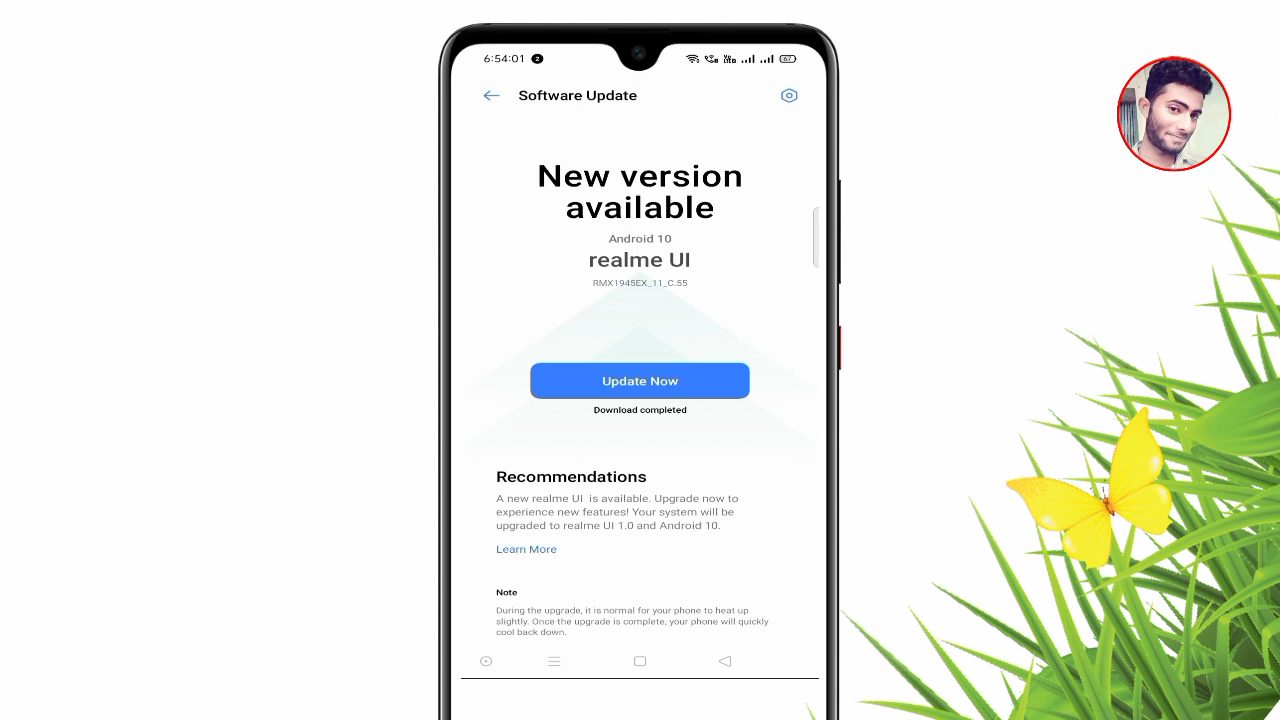 6:54:01 2 67
Software Update
New version
available
Android 10
realme UI
RMX1945EX_11_C.55
Update Now
Download completed
Recommendations
A new realme UI is available. Upgrade now to
experience new features! Your system will be
upgraded to realme UI 1.0 and Android 10.
Learn More
Note
During the upgrade, it is normal for your phone to heat up
slightly. Once the upgrade is complete, your phone will quickly
cool back down.